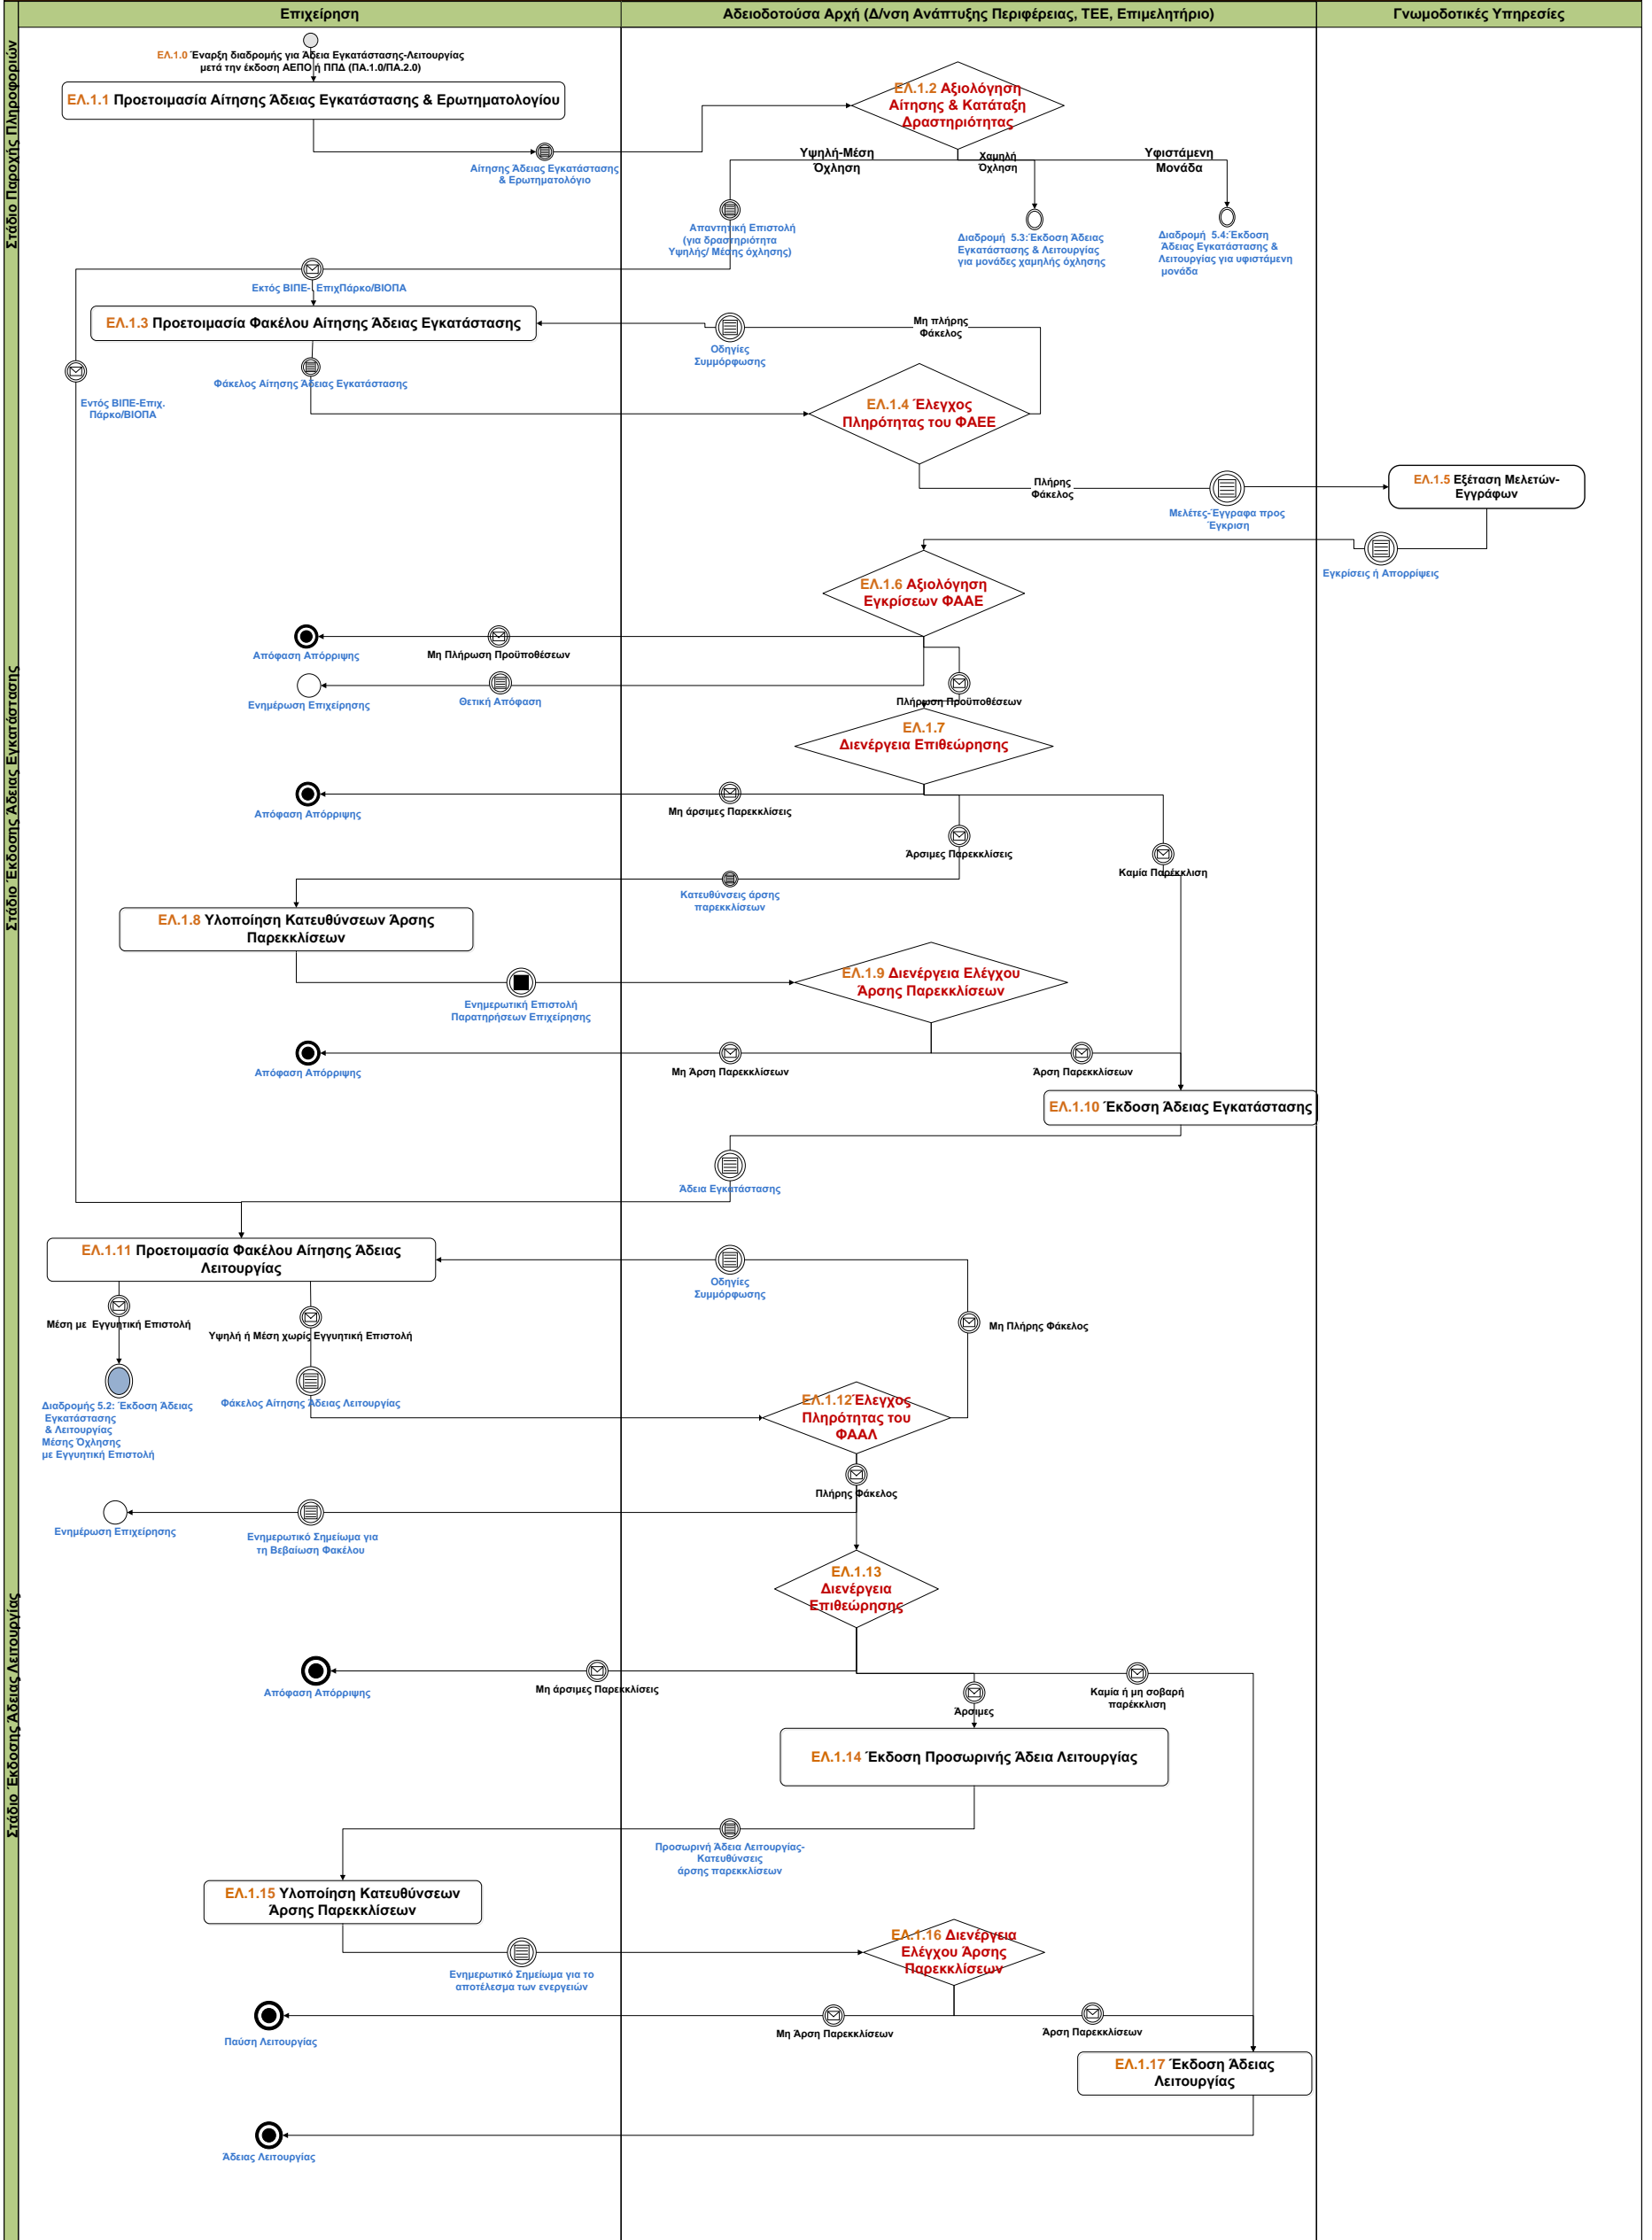 Επιχείρηση
Αδειοδοτούσα Αρχή (Δ/νση Ανάπτυξης Περιφέρειας, ΤΕΕ, Επιμελητήριο)
Γνωμοδοτικές Υπηρεσίες
Στάδιο Παροχής Πληροφοριών
ΕΛ.1.0 Έναρξη διαδρομής για Άδεια Εγκατάστασης-Λειτουργίας
μετά την έκδοση ΑΕΠΟ ή ΠΠΔ (ΠΑ.1.0/ΠΑ.2.0)
ΕΛ.1.1 Προετοιμασία Αίτησης Άδειας Εγκατάστασης & Ερωτηματολογίου
ΕΛ.1.2 Αξιολόγηση
Αίτησης & Κατάταξη
Δραστηριότητας
Αίτησης Άδειας Εγκατάστασης
& Ερωτηματολόγιο
Υψηλή-Μέση
Όχληση
Χαμηλή
Όχληση
Υφιστάμενη
Μονάδα
Απαντητική Επιστολή
(για δραστηριότητα
Υψηλής/ Μέσης όχλησης)
Διαδρομή 5.3:Έκδοση Άδειας
Εγκατάστασης & Λειτουργίας
για μονάδες χαμηλής όχλησης
Διαδρομή 5.4:Έκδοση
Άδειας Εγκατάστασης &
Λειτουργίας για υφιστάμενη
μονάδα
Εκτός ΒΙΠΕ- ΕπιχΠάρκο/ΒΙΟΠΑ
ΕΛ.1.3 Προετοιμασία Φακέλου Αίτησης Άδειας Εγκατάστασης
Μη πλήρης
Φάκελος
Οδηγίες
Συμμόρφωσης
Φάκελος Αίτησης Άδειας Εγκατάστασης
Εντός ΒΙΠΕ-Επιχ.
Πάρκο/ΒΙΟΠΑ
ΕΛ.1.4 Έλεγχος
Πληρότητας του ΦΑΕΕ
Πλήρης
Φάκελος
Μελέτες-Έγγραφα προς
Έγκριση
ΕΛ.1.5 Εξέταση Μελετών-
Εγγράφων
Εγκρίσεις ή Απορρίψεις
Στάδιο Έκδοσης Άδειας Εγκατάστασης
ΕΛ.1.6 Αξιολόγηση
Εγκρίσεων ΦΑΑΕ
Απόφαση Απόρριψης
Μη Πλήρωση Προϋποθέσεων
Ενημέρωση Επιχείρησης
Θετική Απόφαση
Πλήρωση Προϋποθέσεων
ΕΛ.1.7
Διενέργεια Επιθεώρησης
Απόφαση Απόρριψης
Μη άρσιμες Παρεκκλίσεις
Άρσιμες Παρεκκλίσεις
Καμία Παρέκκλιση
Κατευθύνσεις άρσης
παρεκκλίσεων
ΕΛ.1.8 Υλοποίηση Κατευθύνσεων Άρσης
Παρεκκλίσεων
ΕΛ.1.9 Διενέργεια Ελέγχου
Άρσης Παρεκκλίσεων
Ενημερωτική Επιστολή
Παρατηρήσεων Επιχείρησης
Απόφαση Απόρριψης
Μη Άρση Παρεκκλίσεων
Άρση Παρεκκλίσεων
ΕΛ.1.10 Έκδοση Άδειας Εγκατάστασης
Άδεια Εγκατάστασης
ΕΛ.1.11 Προετοιμασία Φακέλου Αίτησης Άδειας
Λειτουργίας
Οδηγίες
Συμμόρφωσης
Μέση με Εγγυητική Επιστολή
Υψηλή ή Μέση χωρίς Εγγυητική Επιστολή
Μη Πλήρης Φάκελος
Διαδρομής 5.2: Έκδοση Άδειας
Εγκατάστασης
& Λειτουργίας
Μέσης Όχλησης
με Εγγυητική Επιστολή
Φάκελος Αίτησης Άδειας Λειτουργίας
ΕΛ.1.12 Έλεγχος
Πληρότητας του
ΦΑΑΛ
Πλήρης Φάκελος
Ενημέρωση Επιχείρησης
Ενημερωτικό Σημείωμα για
τη Βεβαίωση Φακέλου
Στάδιο Έκδοσης Άδειας Λειτουργίας
ΕΛ.1.13
Διενέργεια
Επιθεώρησης
Απόφαση Απόρριψης
Μη άρσιμες Παρεκκλίσεις
Άρσιμες
Καμία ή μη σοβαρή
παρέκκλιση
ΕΛ.1.14 Έκδοση Προσωρινής Άδεια Λειτουργίας
Προσωρινή Άδεια Λειτουργίας-
Κατευθύνσεις
άρσης παρεκκλίσεων
ΕΛ.1.15 Υλοποίηση Κατευθύνσεων
Άρσης Παρεκκλίσεων
ΕΛ.1.16 Διενέργεια
Ελέγχου Άρσης
Παρεκκλίσεων
Ενημερωτικό Σημείωμα για το
αποτέλεσμα των ενεργειών
Παύση Λειτουργίας
Μη Άρση Παρεκκλίσεων
Άρση Παρεκκλίσεων
ΕΛ.1.17 Έκδοση Άδειας
Λειτουργίας
Άδειας Λειτουργίας